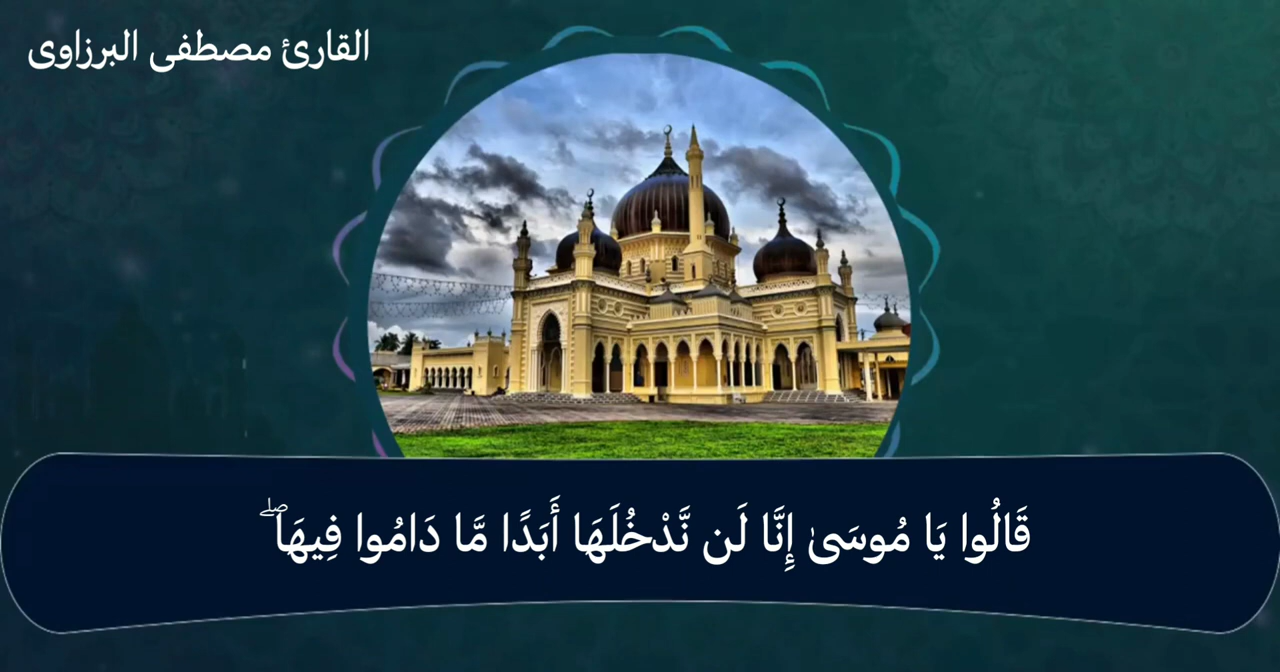 القارئ مصطفى البرزاوى
قَالُوا يَا مُوسَىٰ إِنَّا لَن نَّدْخُلَهَا أَبَدًا مَّا دَامُوا فِيهَا ۖ